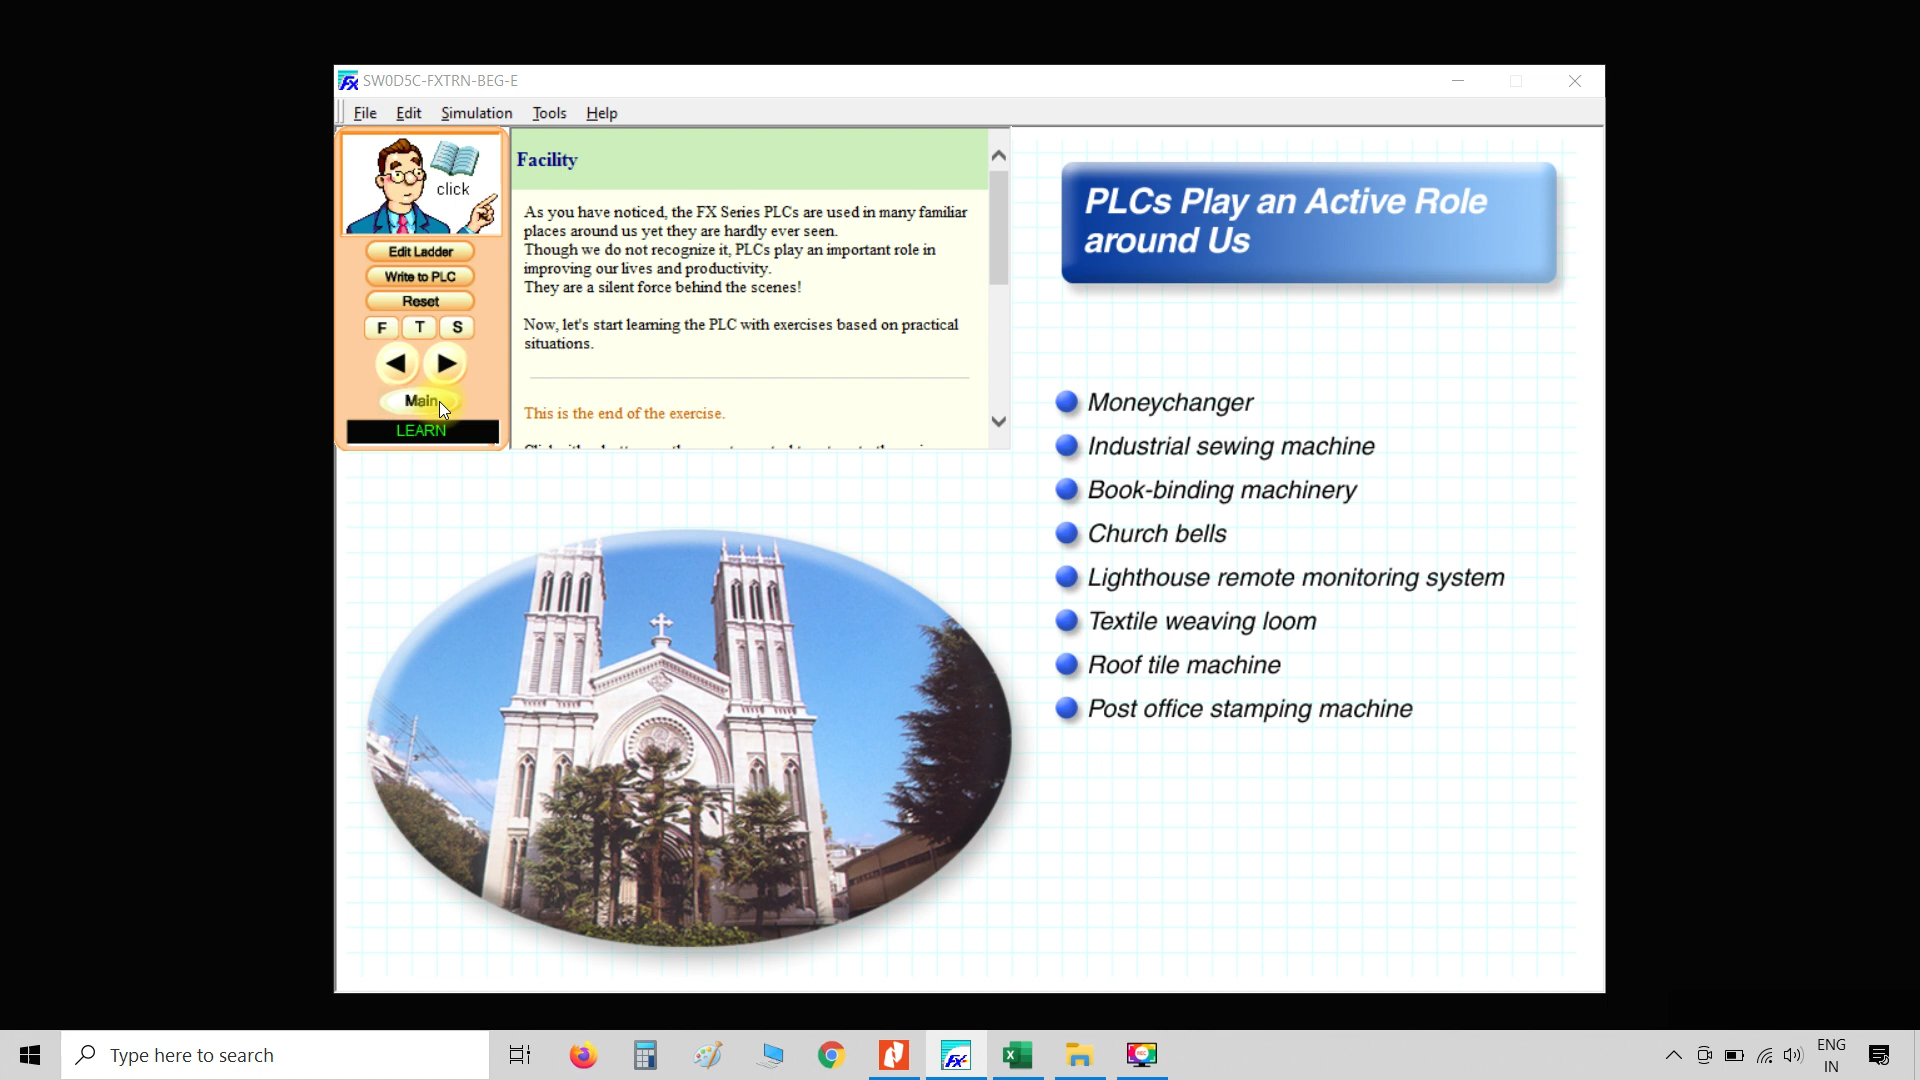 SW0D5C-FXTRN-BEG-E
File Edit Simulation Tools Help
click
Edit Ladder
Write to PLC
Reset
F T S
Main
LEARN
Facility
As you have noticed, the FX Series PLCs are used in many familiar
places around us yet they are hardly ever seen.
Though we do not recognize it, PLCs play an important role in
improving our lives and productivity.
They are a silent force behind the scenes!
Now, let's start learning the PLC with exercises based on practical
situations.
This is the end of the exercise.
PLCs Play an Active Role
around Us
Moneychanger
Industrial sewing machine
Book-binding machinery
Church bells
Lighthouse remote monitoring system
Textile weaving loom
Roof tile machine
Post office stamping machine
Type here to search
ENG
IN